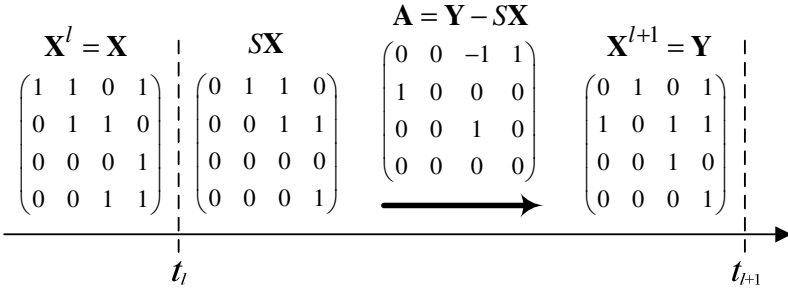 A = Y − SX
X^l = X SX X^{l+1} = Y
0 0 −1 1
1 0 0 0
0 0 1 0
0 0 0 0
1 1 0 1
0 1 1 0
0 0 0 1
0 0 1 1
0 1 1 0
0 0 1 1
0 0 0 0
0 0 0 1
0 1 0 1
1 0 1 1
0 0 1 0
0 0 0 1
t_l t_{l+1}